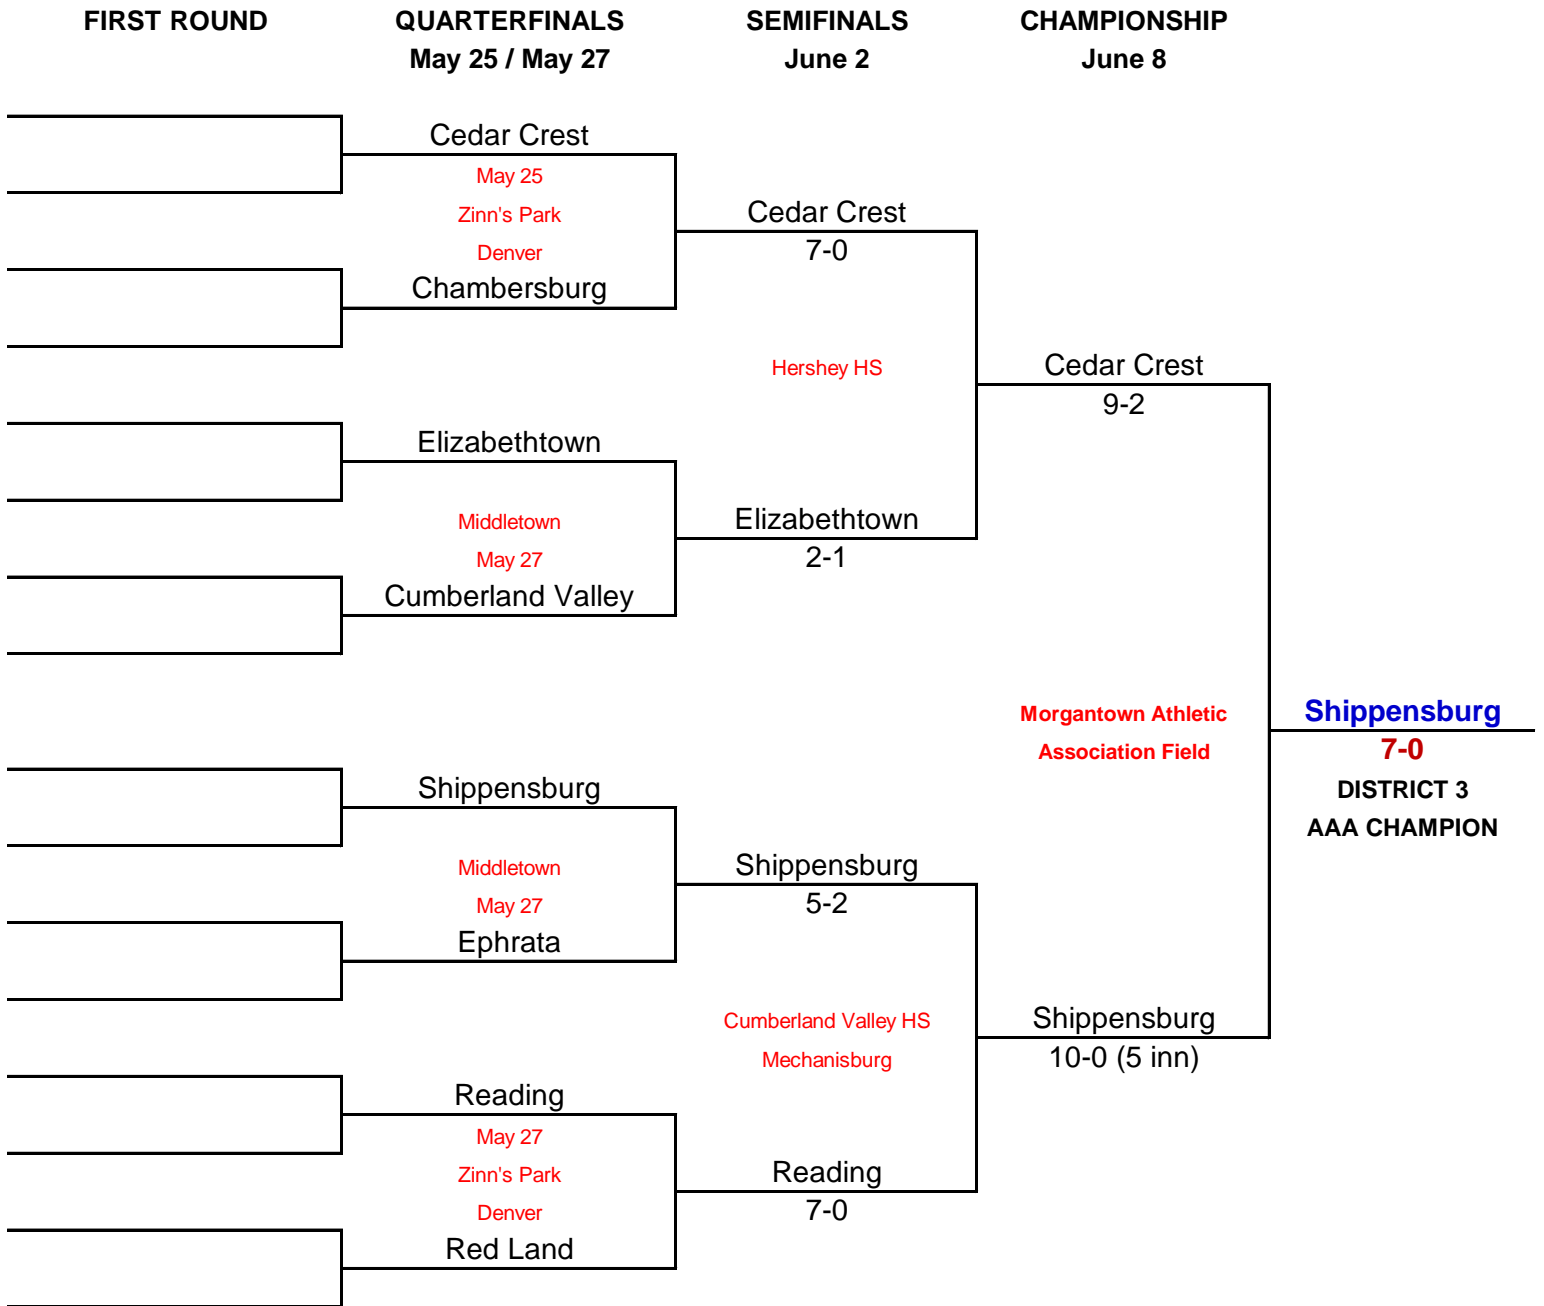 FIRST ROUND
QUARTERFINALS
SEMIFINALS
CHAMPIONSHIP
May 25 / May 27
June 2
June 8
Cedar Crest
May 25
Zinn's Park
Denver
Chambersburg
Cedar Crest
7-0
Hershey HS
Elizabethtown
Middletown
May 27
Cumberland Valley
Elizabethtown
2-1
Cedar Crest
9-2
Morgantown Athletic
Association Field
Shippensburg
7-0
DISTRICT 3
AAA CHAMPION
Shippensburg
Middletown
May 27
Ephrata
Shippensburg
5-2
Cumberland Valley HS
Mechanisburg
Shippensburg
10-0 (5 inn)
Reading
May 27
Zinn's Park
Denver
Red Land
Reading
7-0